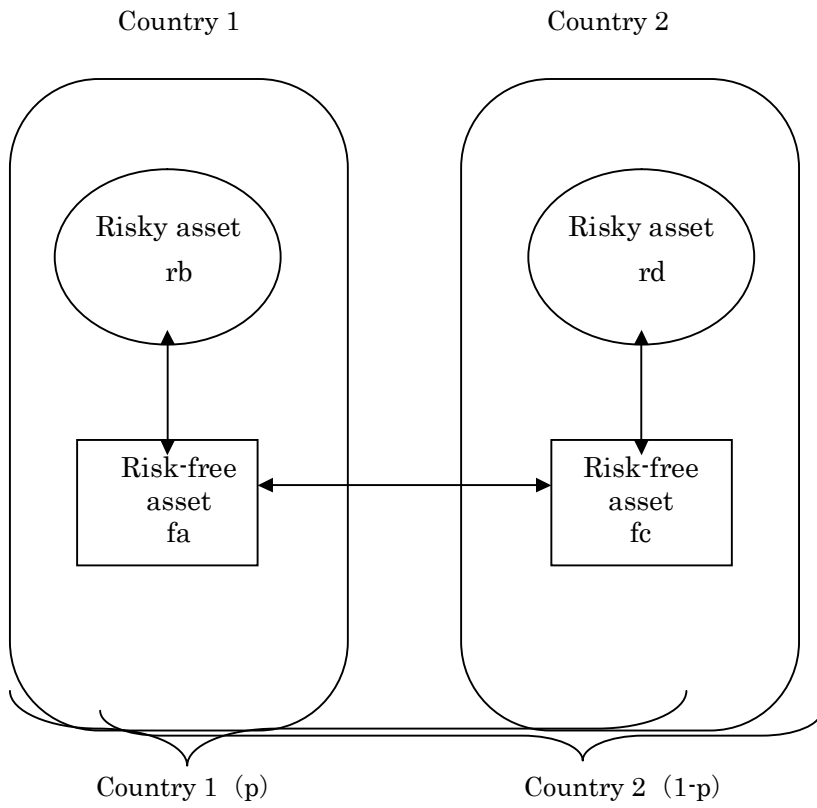 Country 1
Country 2
Risky asset
rb
Risky asset
rd
Risk-free
asset
fa
Risk-free
asset
fc
Country 1（p）
Country 2（1-p）